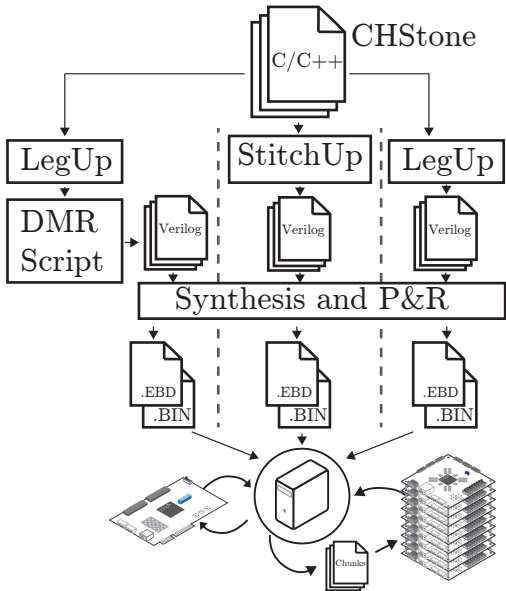 CHStone
C/C++
LegUp
StitchUp
LegUp
DMR
Script
Verilog
Verilog
Verilog
Synthesis and P&R
.EBD
.BIN
.EBD
.BIN
.EBD
.BIN
Chunks